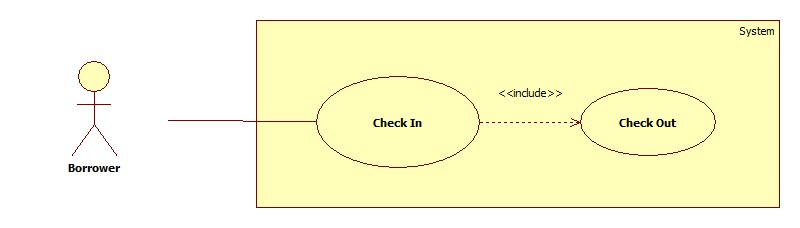 System
<<include>>
Check In
Check Out
Borrower